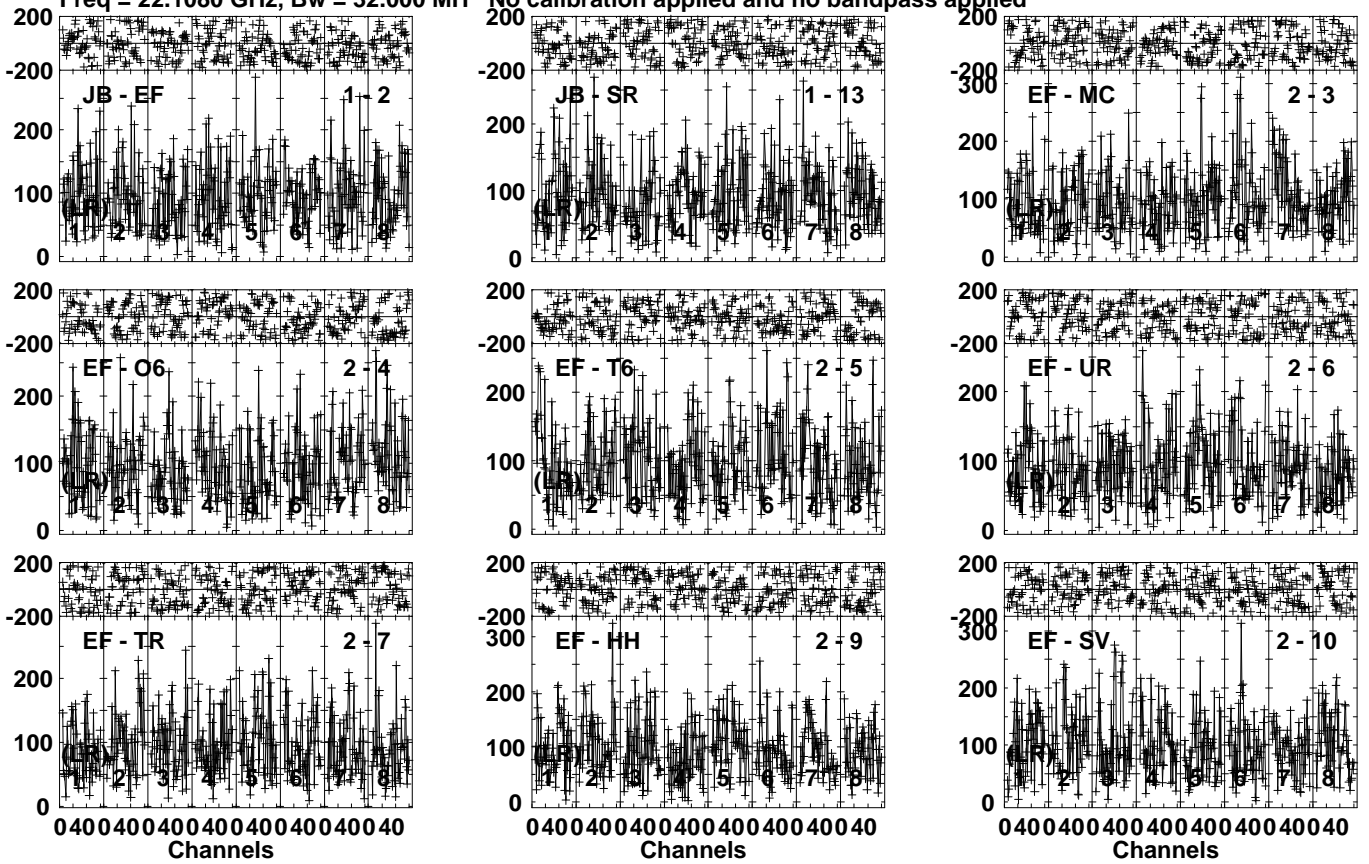 Freq = 22.1080 GHz, Bw = 32.000 MH No calibration applied and no bandpass applied
200 200 200
-200 -200 -200
JB - EF 1 - 2 JB - SR 1 - 13 EF - MC 2 - 3
300
200 200 200
100 100 100
(LR) (LR) (LR)
1 2 3 4 5 6 7 8 1 2 3 4 5 6 7 8 1 2 3 4 5 6 7 8
0 0 0
200 200 200
-200 -200 -200
EF - O6 2 - 4 EF - T6 2 - 5 EF - UR 2 - 6
200 200 200
100 100 100
(LR) (LR) (LR)
1 2 3 4 5 6 7 8 1 2 3 4 5 6 7 8 1 2 3 4 5 6 7 8
0 0 0
200 200 200
-200 -200 -200
EF - TR 2 - 7 EF - HH 2 - 9 EF - SV 2 - 10
300 300
200 200 200
100 100 100
(LR) (LR) (LR)
1 2 3 4 5 6 7 8 1 2 3 4 5 6 7 8 1 2 3 4 5 6 7 8
0 0 0
0 40 0 40 0 40 0 40 0 40 0 40 0 40 0 40 0 40 0 40 0 40 0 40 0 40 0 40 0 40 0 40 0 40 0 40 0 40 0 40 0 40 0 40 0 40 0 40
Channels Channels Channels